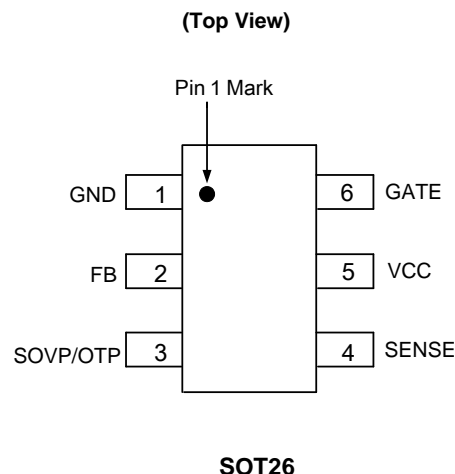 (Top View)
Pin 1 Mark
GND 1 6 GATE
FB 2 5 VCC
SOVP/OTP 3 4 SENSE
SOT26